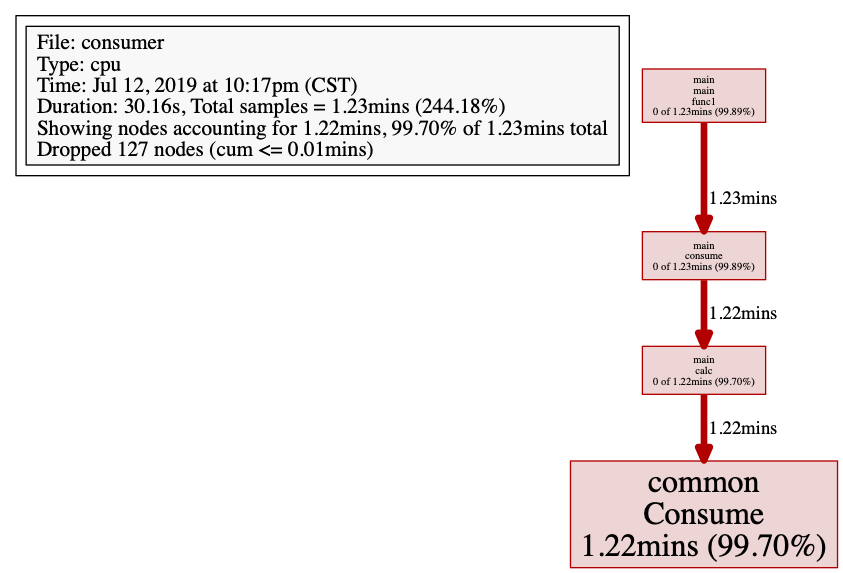 File: consumer
Type: cpu
Time: Jul 12, 2019 at 10:17pm (CST)
Duration: 30.16s, Total samples = 1.23mins (244.18%)
Showing nodes accounting for 1.22mins, 99.70% of 1.23mins total
Dropped 127 nodes (cum <= 0.01mins)
main
main
func1
0 of 1.23mins (99.89%)
1.23mins
main
consume
0 of 1.23mins (99.89%)
1.22mins
main
calc
0 of 1.22mins (99.70%)
1.22mins
common
Consume
1.22mins (99.70%)